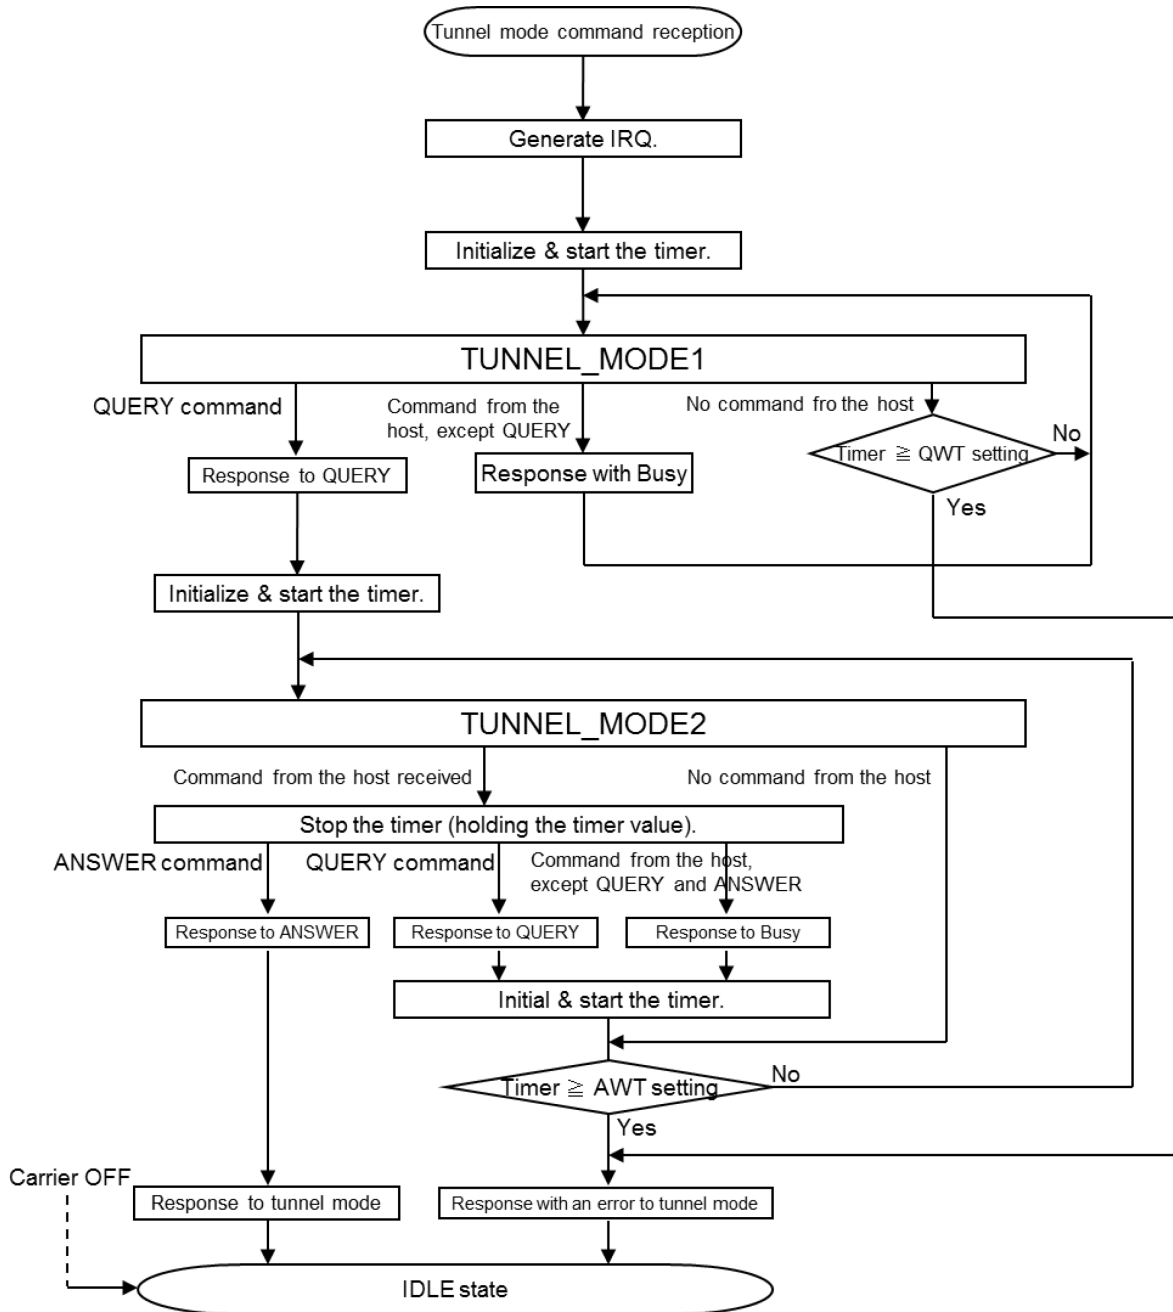 Tunnel mode command reception
Generate IRQ.
Initialize & start the timer.
TUNNEL_MODE1
QUERY command
Command from the
host, except QUERY
No command fro the host
Timer ≧ QWT setting
No
Response to QUERY
Response with Busy
Yes
Initialize & start the timer.
TUNNEL_MODE2
Command from the host received
No command from the host
Stop the timer (holding the timer value).
ANSWER command
QUERY command
Command from the host,
except QUERY and ANSWER
Response to ANSWER
Response to QUERY
Response to Busy
Initial & start the timer.
Timer ≧ AWT setting
No
Yes
Carrier OFF
Response to tunnel mode
Response with an error to tunnel mode
IDLE state